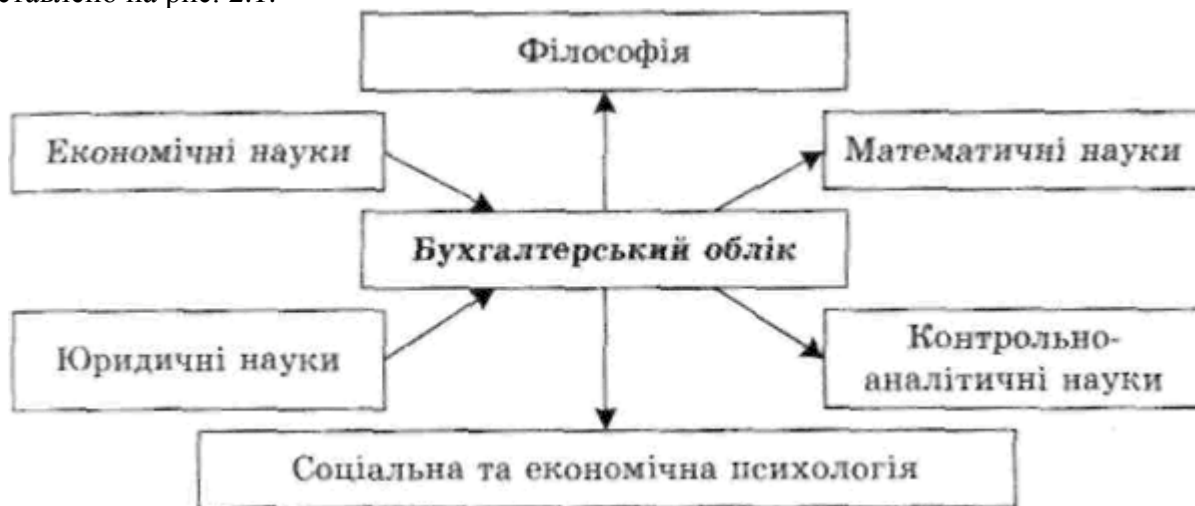 ставлено на рис. 2.1.
Філософія
Економічні науки
Математичні науки
Бухгалтерський облік
Юридичні науки
Контрольно-
аналітичні науки
Соціальна та економічна психологія